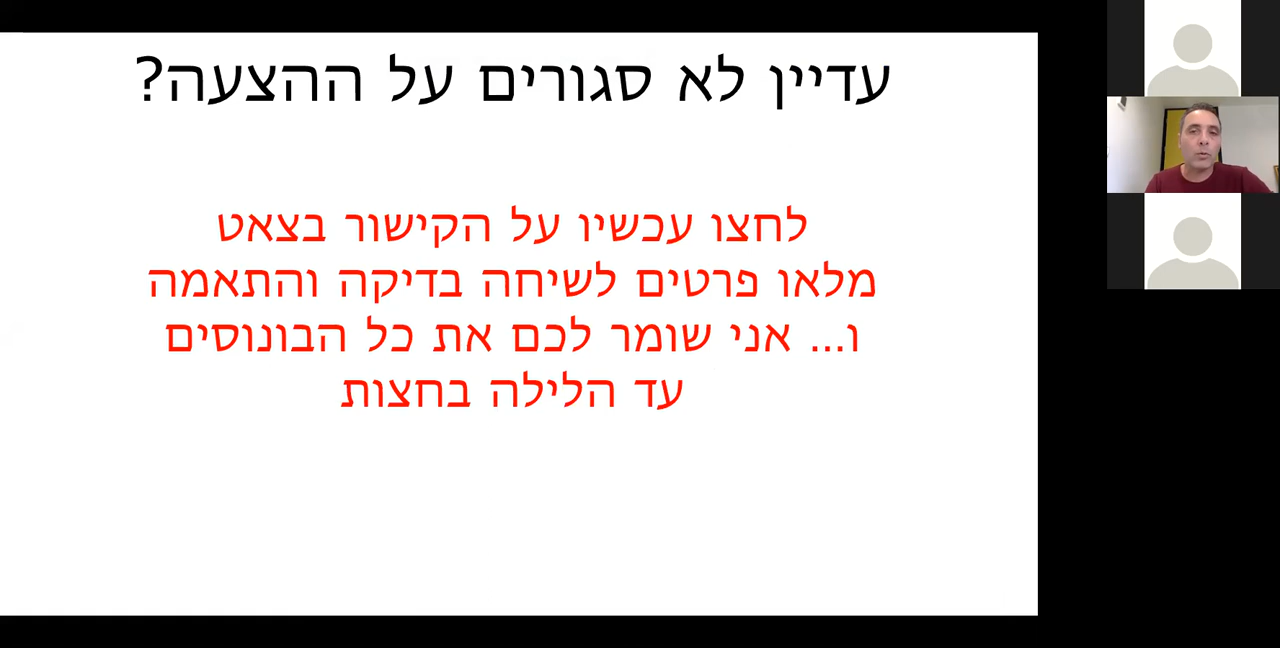 עדיין לא סגורים על ההצעה?
לחצו עכשיו על הקישור בצאט
מלאו פרטים לשיחה בדיקה והתאמה
ו... אני שומר לכם את כל הבונוסים
עד הלילה בחצות